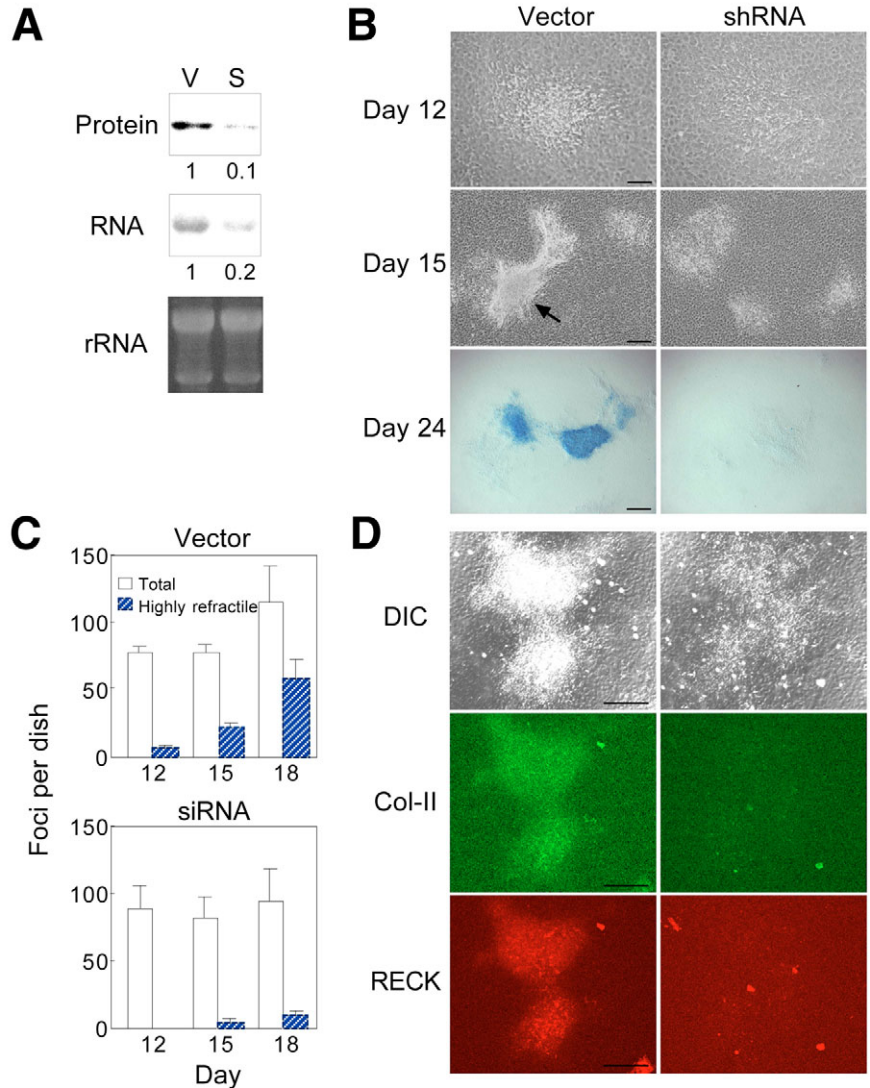 A
V S
Protein
1 0.1
RNA
1 0.2
rRNA
B
Vector shRNA
Day 12
Day 15
Day 24
C
Vector
150
100
50
0
Total
Highly refractile
12 15 18
siRNA
150
100
50
0
12 15 18
Day
Foci per dish
D
DIC
Col-II
RECK